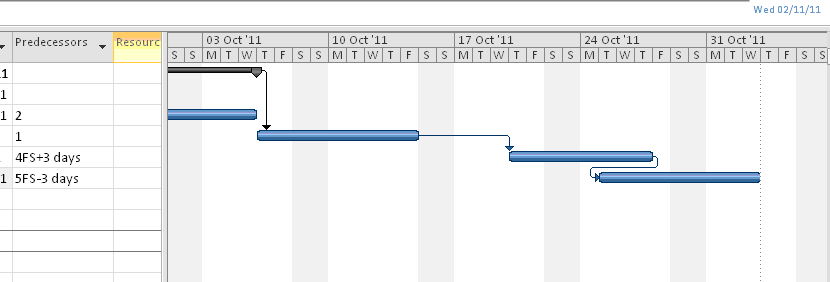 Wed 02/11/11
Predecessors Resourc
03 Oct '11 10 Oct '11 17 Oct '11 24 Oct '11 31 Oct '11
S S M T W T F S S M T W T F S S M T W T F S S M T W T F S S M T W T F S S
11
1
1 2
1
4FS+3 days
1 5FS-3 days